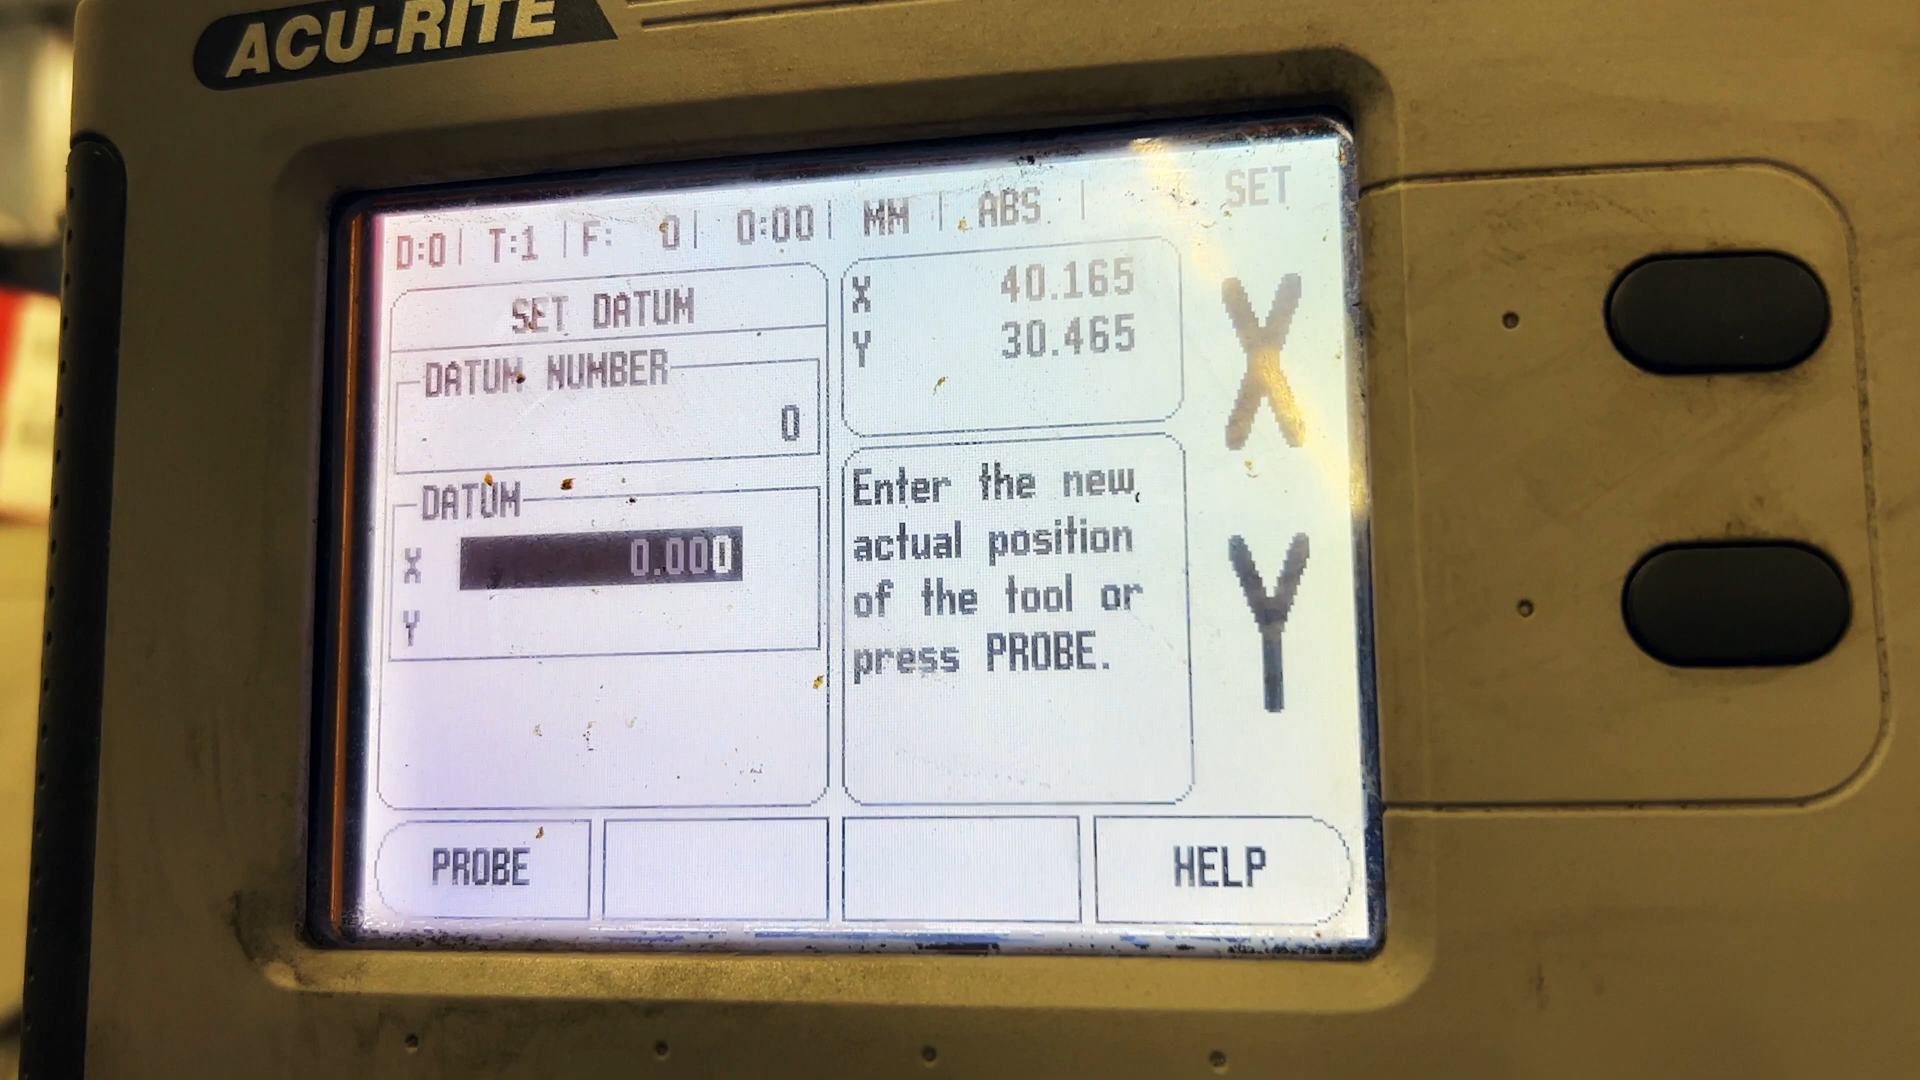 ACU-RITE
D:0 | T:1 | F: 0 | 0:00 | MM | ABS | SET
SET DATUM
DATUM NUMBER
0
DATUM
X 0.000
Y
X 40.165
Y 30.465
Enter the new
actual position
of the tool or
press PROBE.
X
Y
PROBE
HELP